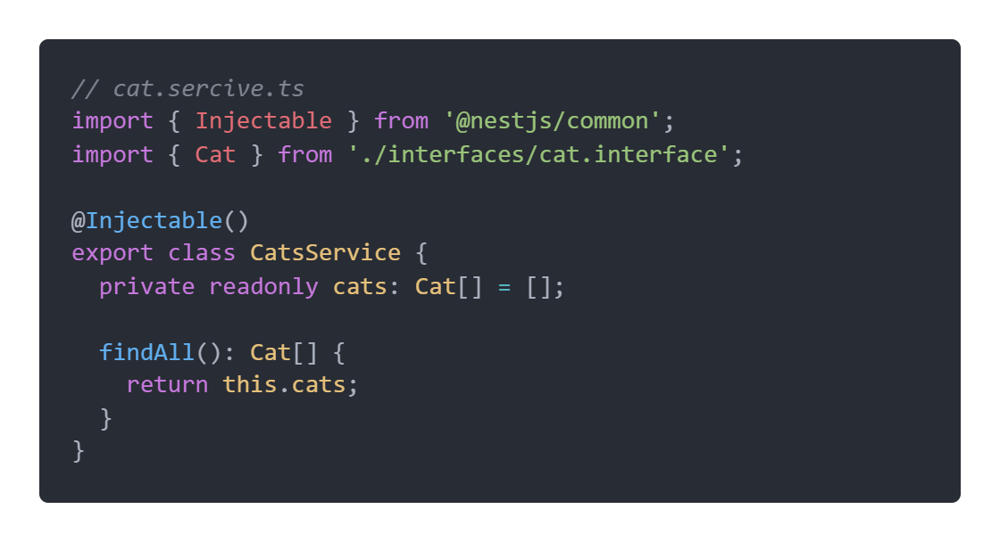 // cat.sercive.ts
import { Injectable } from '@nestjs/common';
import { Cat } from './interfaces/cat.interface';

@Injectable()
export class CatsService {
  private readonly cats: Cat[] = [];

  findAll(): Cat[] {
    return this.cats;
  }
}